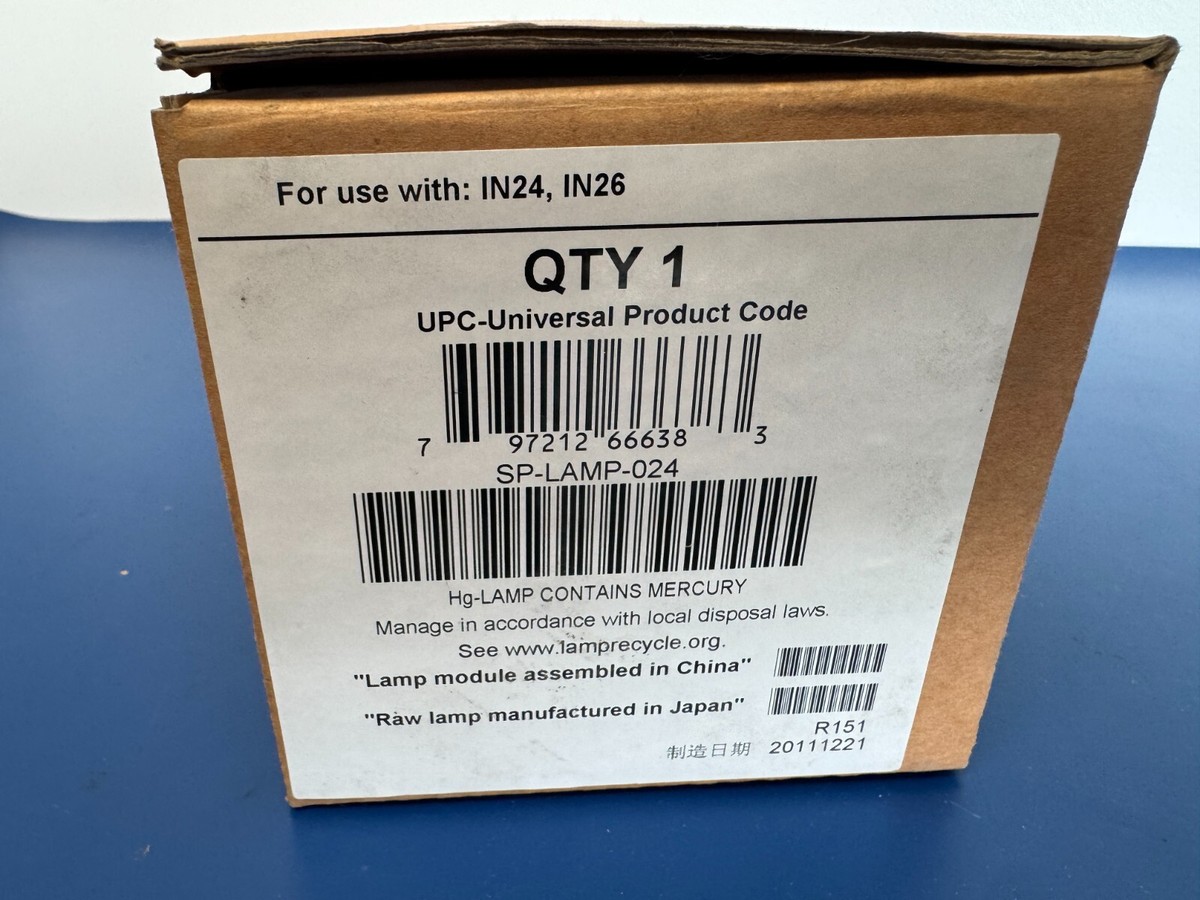 For use with: IN24, IN26
QTY 1
UPC-Universal Product Code
7 97212 66638 3
SP-LAMP-024
Hg-LAMP CONTAINS MERCURY
Manage in accordance with local disposal laws.
See www.lamprecycle.org.
"Lamp module assembled in China"
"Raw lamp manufactured in Japan"
R151
制造日期 20111221